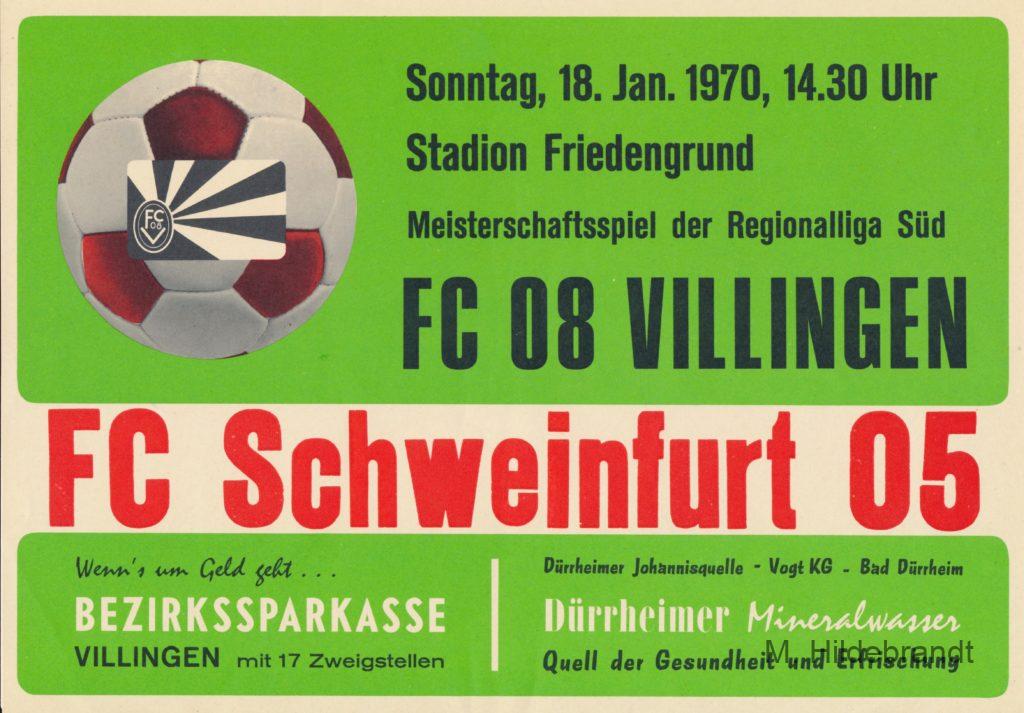 Sonntag, 18. Jan. 1970, 14.30 Uhr
Stadion Friedengrund
Meisterschaftsspiel der Regionalliga Süd
FC 08 VILLINGEN
FC 08
FC Schweinfurt 05
Wenn's um Geld geht . . .
BEZIRKSSPARKASSE
VILLINGEN mit 17 Zweigstellen
Dürrheimer Johannisquelle - Vogt KG - Bad Dürrheim
Dürrheimer Mineralwasser
Quell der Gesundheit und Erfrischung
M. Hildebrandt